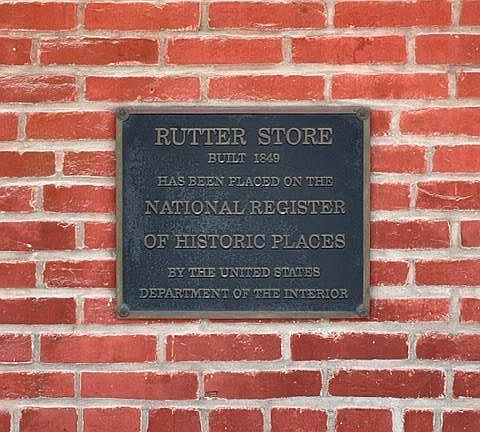 RUTTER STORE
BUILT 1849
HAS BEEN PLACED ON THE
NATIONAL REGISTER
OF HISTORIC PLACES
BY THE UNITED STATES
DEPARTMENT OF THE INTERIOR